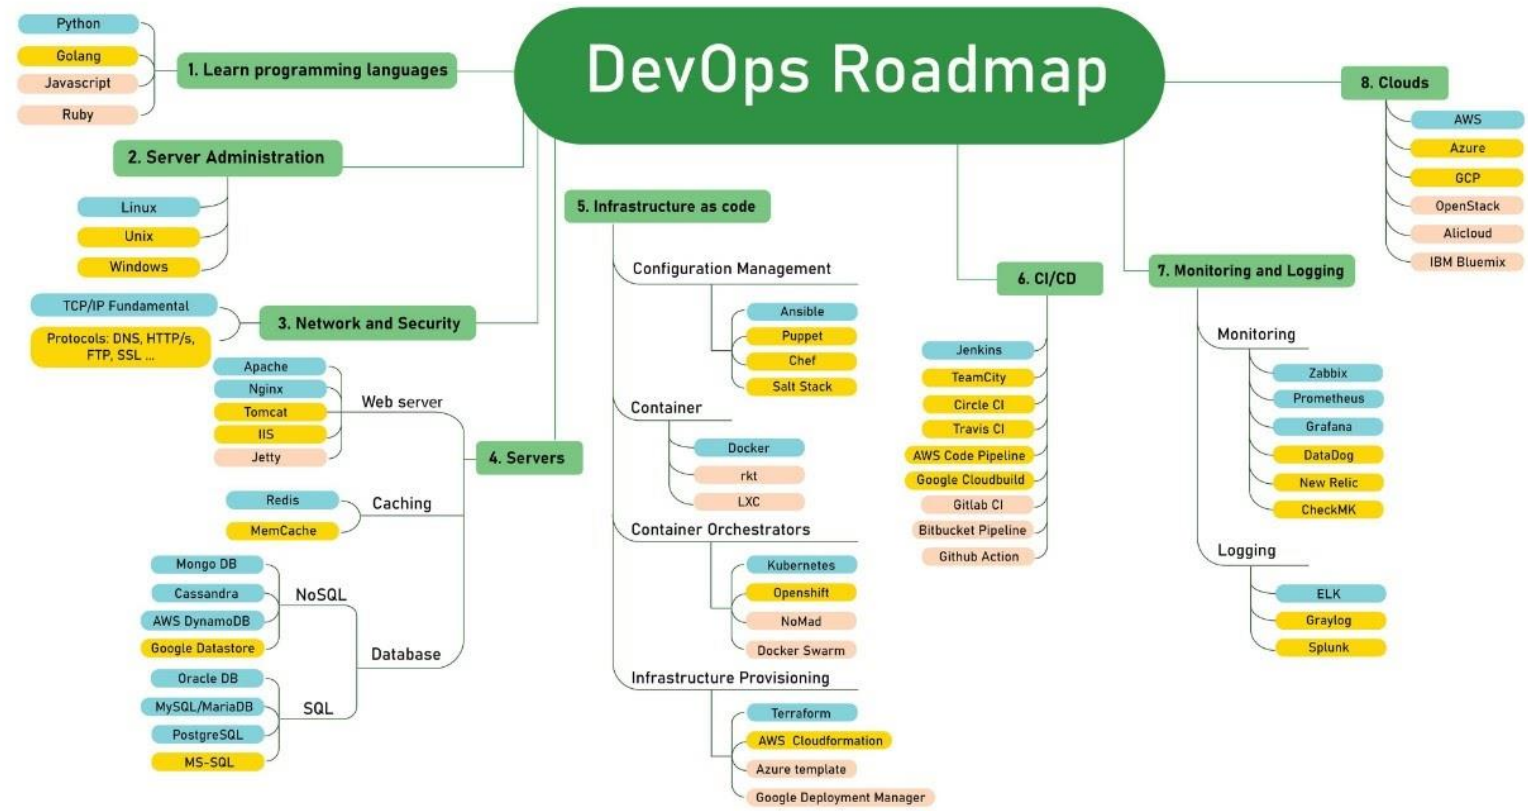 DevOps Roadmap
1. Learn programming languages
Python
Golang
Javascript
Ruby
2. Server Administration
Linux
Unix
Windows
3. Network and Security
TCP/IP Fundamental
Protocols: DNS, HTTP/s,
FTP, SSL ...
4. Servers
Web server
Apache
Nginx
Tomcat
IIS
Jetty
Caching
Redis
MemCache
Database
NoSQL
Mongo DB
Cassandra
AWS DynamoDB
Google Datastore
SQL
Oracle DB
MySQL/MariaDB
PostgreSQL
MS-SQL
5. Infrastructure as code
Configuration Management
Ansible
Puppet
Chef
Salt Stack
Container
Docker
rkt
LXC
Container Orchestrators
Kubernetes
Openshift
NoMad
Docker Swarm
Infrastructure Provisioning
Terraform
AWS Cloudformation
Azure template
Google Deployment Manager
6. CI/CD
Jenkins
TeamCity
Circle CI
Travis CI
AWS Code Pipeline
Google Cloudbuild
Gitlab CI
Bitbucket Pipeline
Github Action
7. Monitoring and Logging
Monitoring
Zabbix
Prometheus
Grafana
DataDog
New Relic
CheckMK
Logging
ELK
Graylog
Splunk
8. Clouds
AWS
Azure
GCP
OpenStack
Alicloud
IBM Bluemix